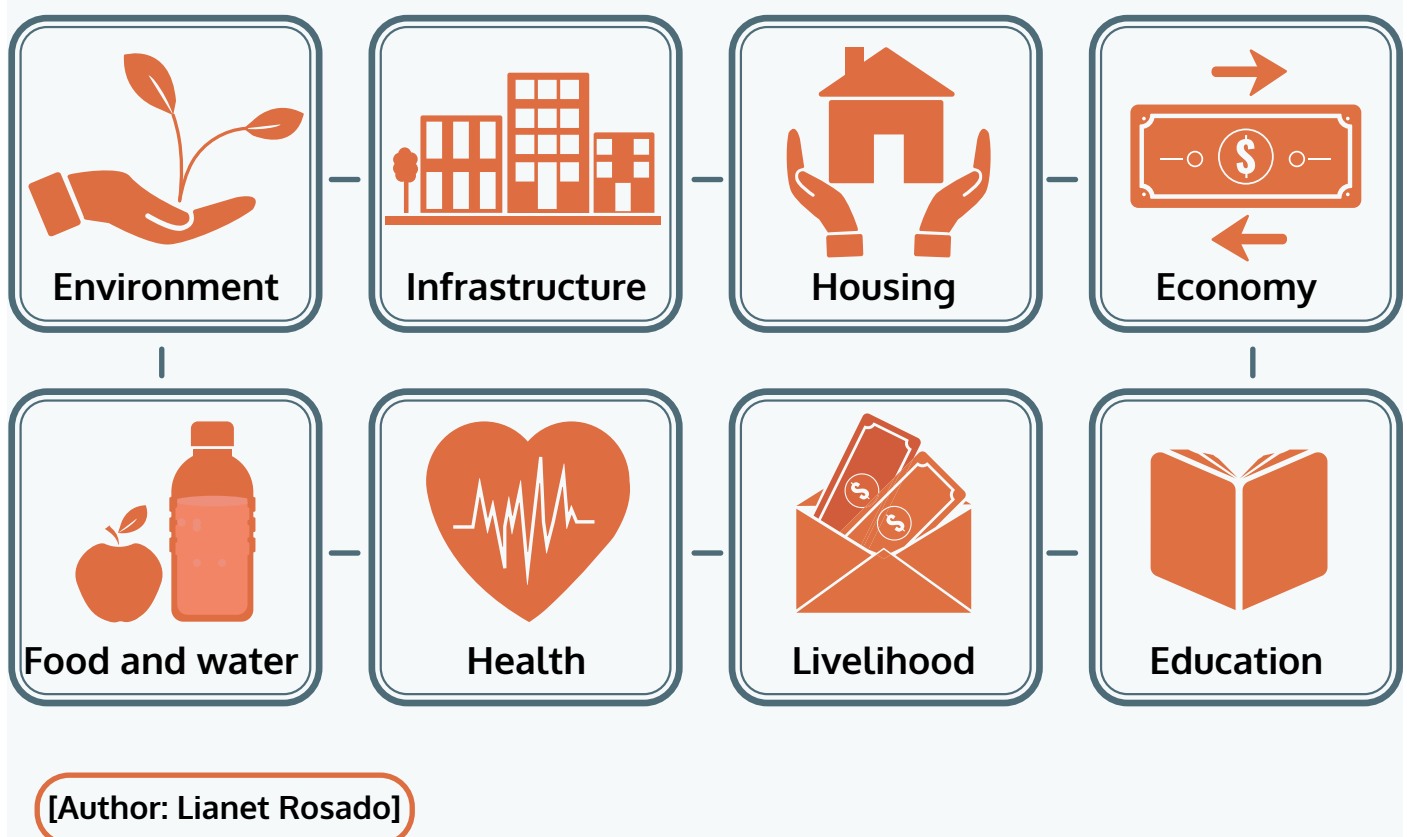 Environment
Infrastructure
Housing
$
Economy
Food and water
Health
$
$
Livelihood
Education
[Author: Lianet Rosado]